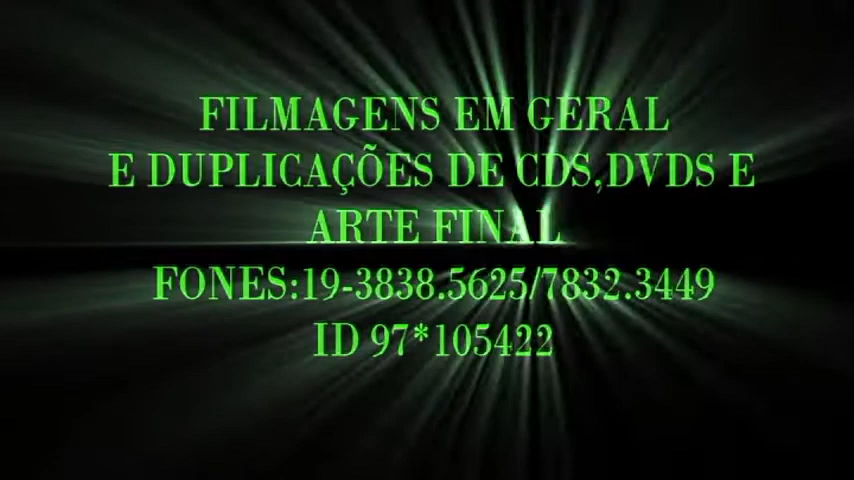 FILMAGENS EM GERAL
E DUPLICAÇÕES DE CDS,DVDS E
ARTE FINAL
FONES:19-3838.5625/7832.3449
ID 97*105422